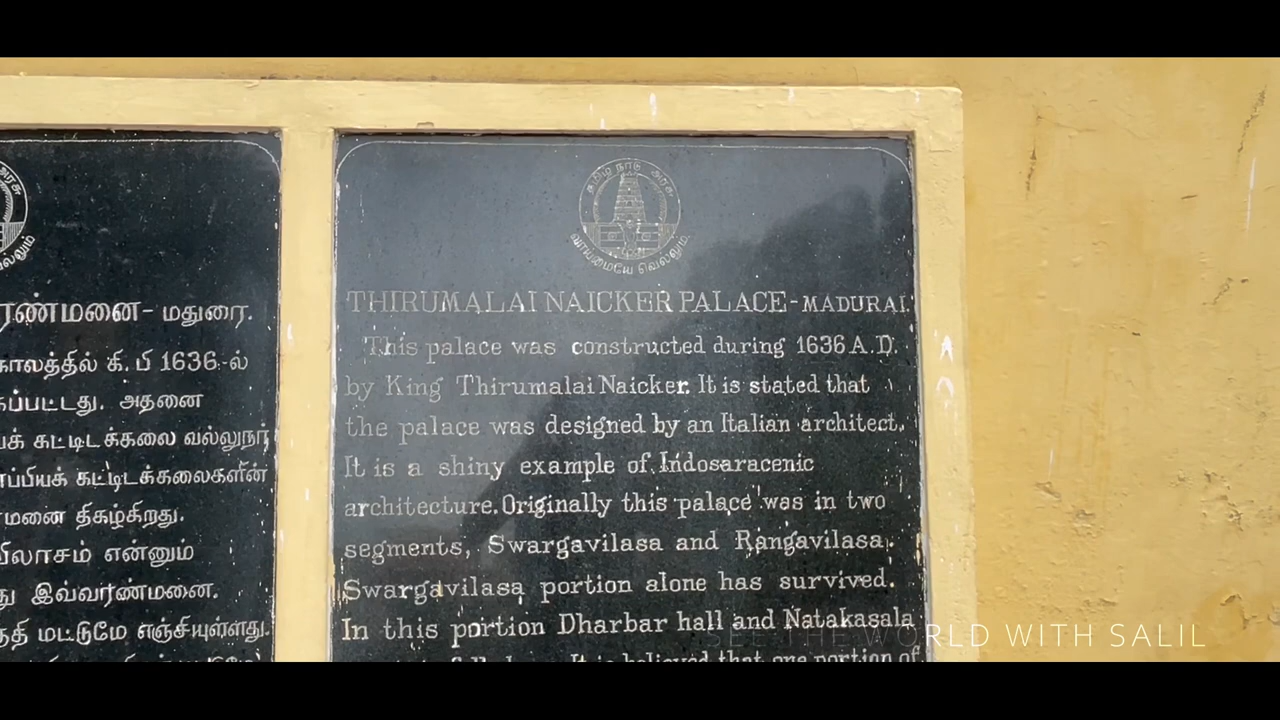 ரண்மனை- மதுரை.
காலத்தில் கி. பி 1636-ல்
கப்பட்டது. அதனை
யக் கட்டிடக்கலை வல்லுநர்
ரப்பியக் கட்டிடக்கலைகளின்
மனை திகழ்கிறது.
விலாசம் என்னும்
து இவ்வரண்மனை.
குதி மட்டுமே எஞ்சியுள்ளது.
தமிழ் நாடு அரசு
வாய்மையே வெல்லும்
THIRUMALAI NAICKER PALACE - MADURAI.
This palace was constructed during 1636 A.D.
by King Thirumalai Naicker. It is stated that
the palace was designed by an Italian architect.
It is a shiny example of Indosaracenic
architecture. Originally this palace was in two
segments, Swargavilasa and Rangavilasa.
Swargavilasa portion alone has survived.
In this portion Dharbar hall and Natakasala
It is believed that one portion of
SEE THE WORLD WITH SALIL